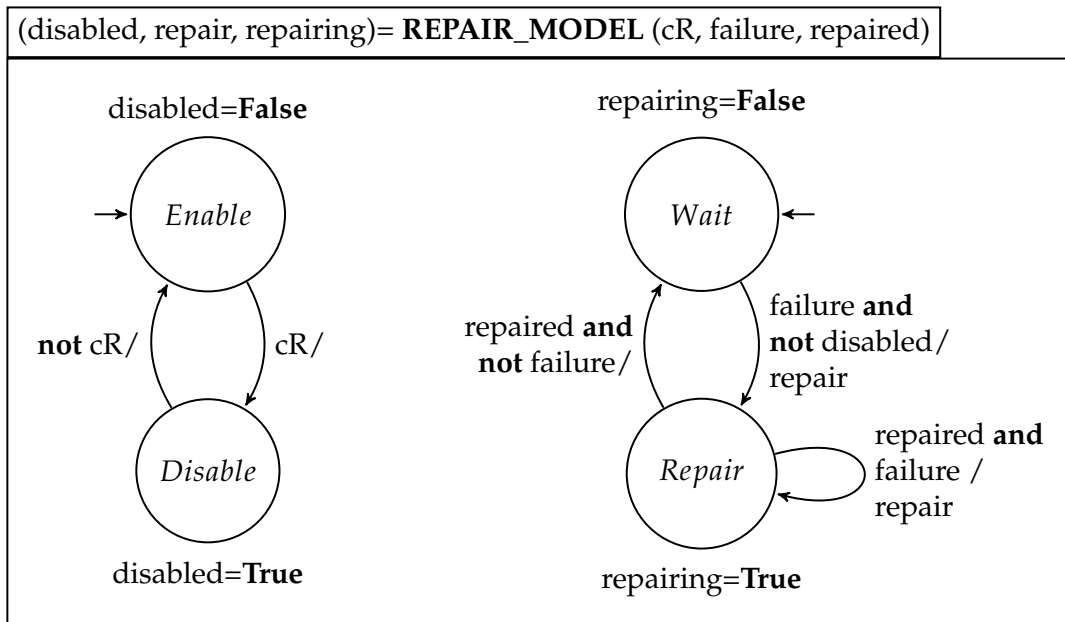 (disabled, repair, repairing)= REPAIR_MODEL (cR, failure, repaired)
disabled=False
Enable
not cR/
cR/
Disable
disabled=True
repairing=False
Wait
repaired and
not failure/
failure and
not disabled/
repair
Repair
repaired and
failure /
repair
repairing=True